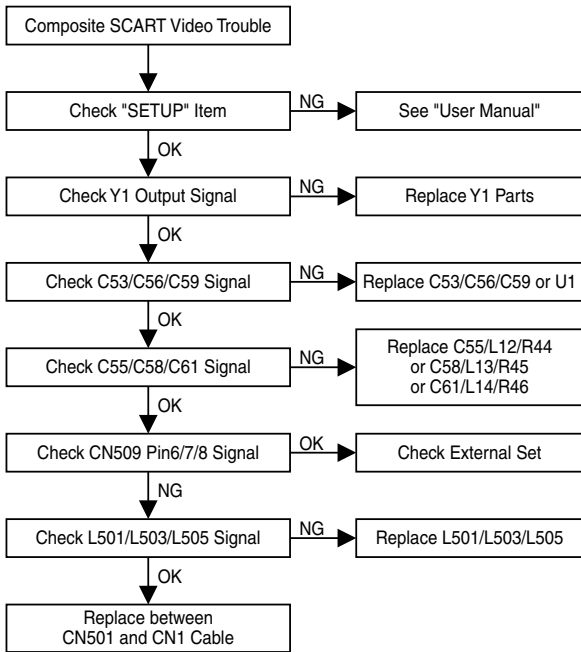 Composite SCART Video Trouble
Check "SETUP" Item
NG
See "User Manual"
OK
Check Y1 Output Signal
NG
Replace Y1 Parts
OK
Check C53/C56/C59 Signal
NG
Replace C53/C56/C59 or U1
OK
Check C55/C58/C61 Signal
NG
Replace C55/L12/R44
or C58/L13/R45
or C61/L14/R46
OK
Check CN509 Pin6/7/8 Signal
OK
Check External Set
NG
Check L501/L503/L505 Signal
NG
Replace L501/L503/L505
OK
Replace between
CN501 and CN1 Cable